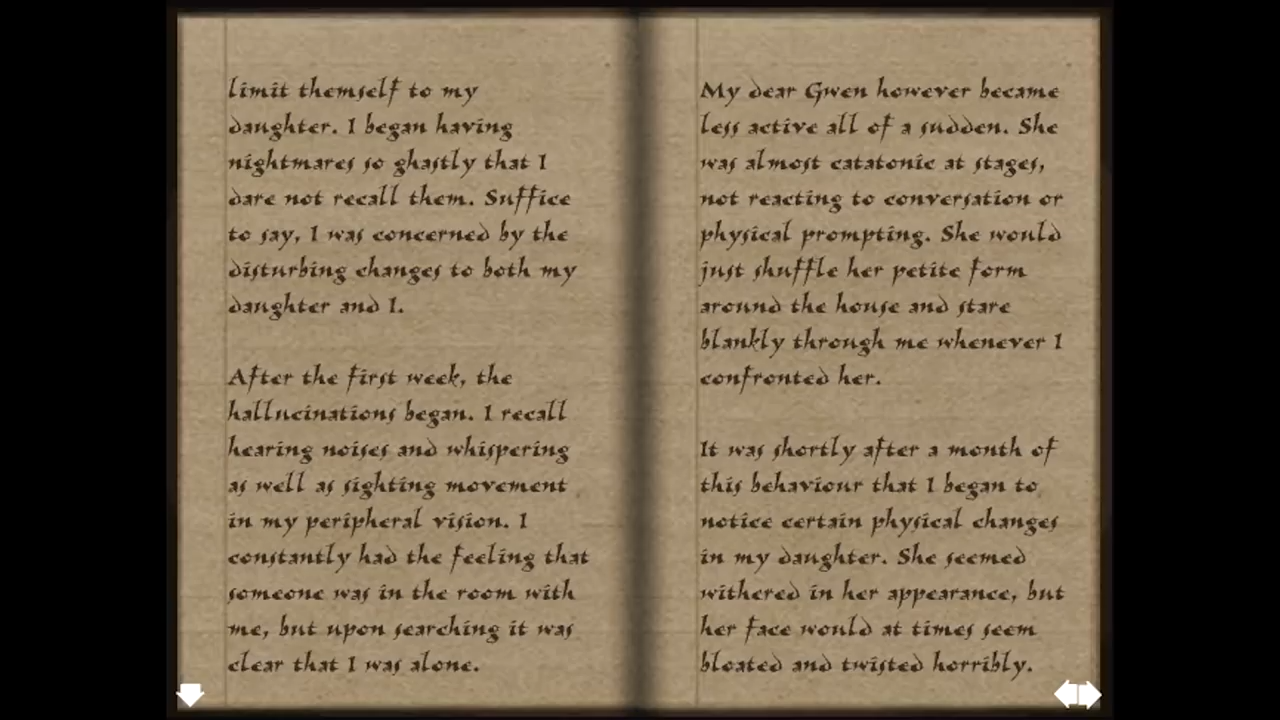 limit themself to my
daughter. I began having
nightmares so ghastly that I
dare not recall them. Suffice
to say, I was concerned by the
disturbing changes to both my
daughter and I.
After the first week, the
hallucinations began. I recall
hearing noises and whispering
as well as sighting movement
in my peripheral vision. I
constantly had the feeling that
someone was in the room with
me, but upon searching it was
clear that I was alone.
My dear Gwen however became
less active all of a sudden. She
was almost catatonic at stages,
not reacting to conversation or
physical prompting. She would
just shuffle her petite form
around the house and stare
blankly through me whenever I
confronted her.
It was shortly after a month of
this behaviour that I began to
notice certain physical changes
in my daughter. She seemed
withered in her appearance, but
her face would at times seem
bloated and twisted horribly.